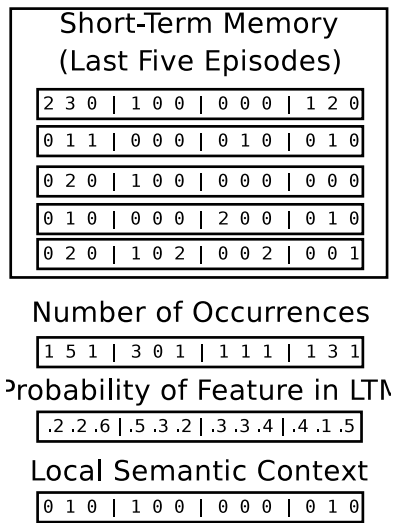 Short-Term Memory
(Last Five Episodes)
2 3 0 | 1 0 0 | 0 0 0 | 1 2 0
0 1 1 | 0 0 0 | 0 1 0 | 0 1 0
0 2 0 | 1 0 0 | 0 0 0 | 0 0 0
0 1 0 | 0 0 0 | 2 0 0 | 0 1 0
0 2 0 | 1 0 2 | 0 0 2 | 0 0 1
Number of Occurrences
1 5 1 | 3 0 1 | 1 1 1 | 1 3 1
Probability of Feature in LTM
.2 .2 .6 | .5 .3 .2 | .3 .3 .4 | .4 .1 .5
Local Semantic Context
0 1 0 | 1 0 0 | 0 0 0 | 0 1 0